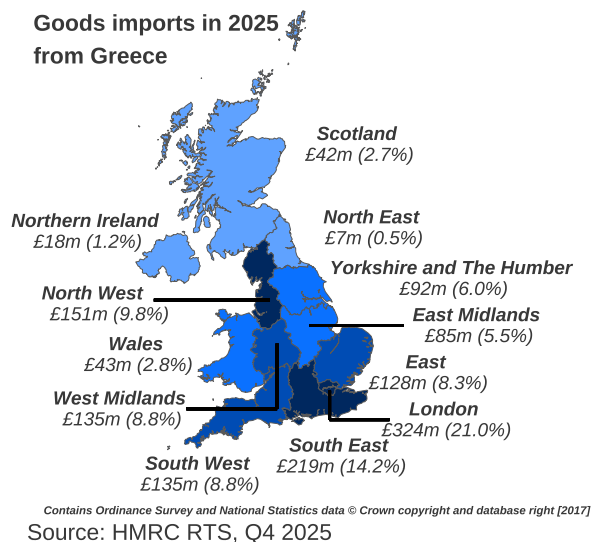 Goods imports in 2025
from Greece
Scotland
£42m (2.7%)
Northern Ireland
£18m (1.2%)
North East
£7m (0.5%)
Yorkshire and The Humber
£92m (6.0%)
North West
£151m (9.8%)
East Midlands
£85m (5.5%)
Wales
£43m (2.8%)
East
£128m (8.3%)
West Midlands
£135m (8.8%)
London
£324m (21.0%)
South East
£219m (14.2%)
South West
£135m (8.8%)
Contains Ordinance Survey and National Statistics data © Crown copyright and database right [2017]
Source: HMRC RTS, Q4 2025